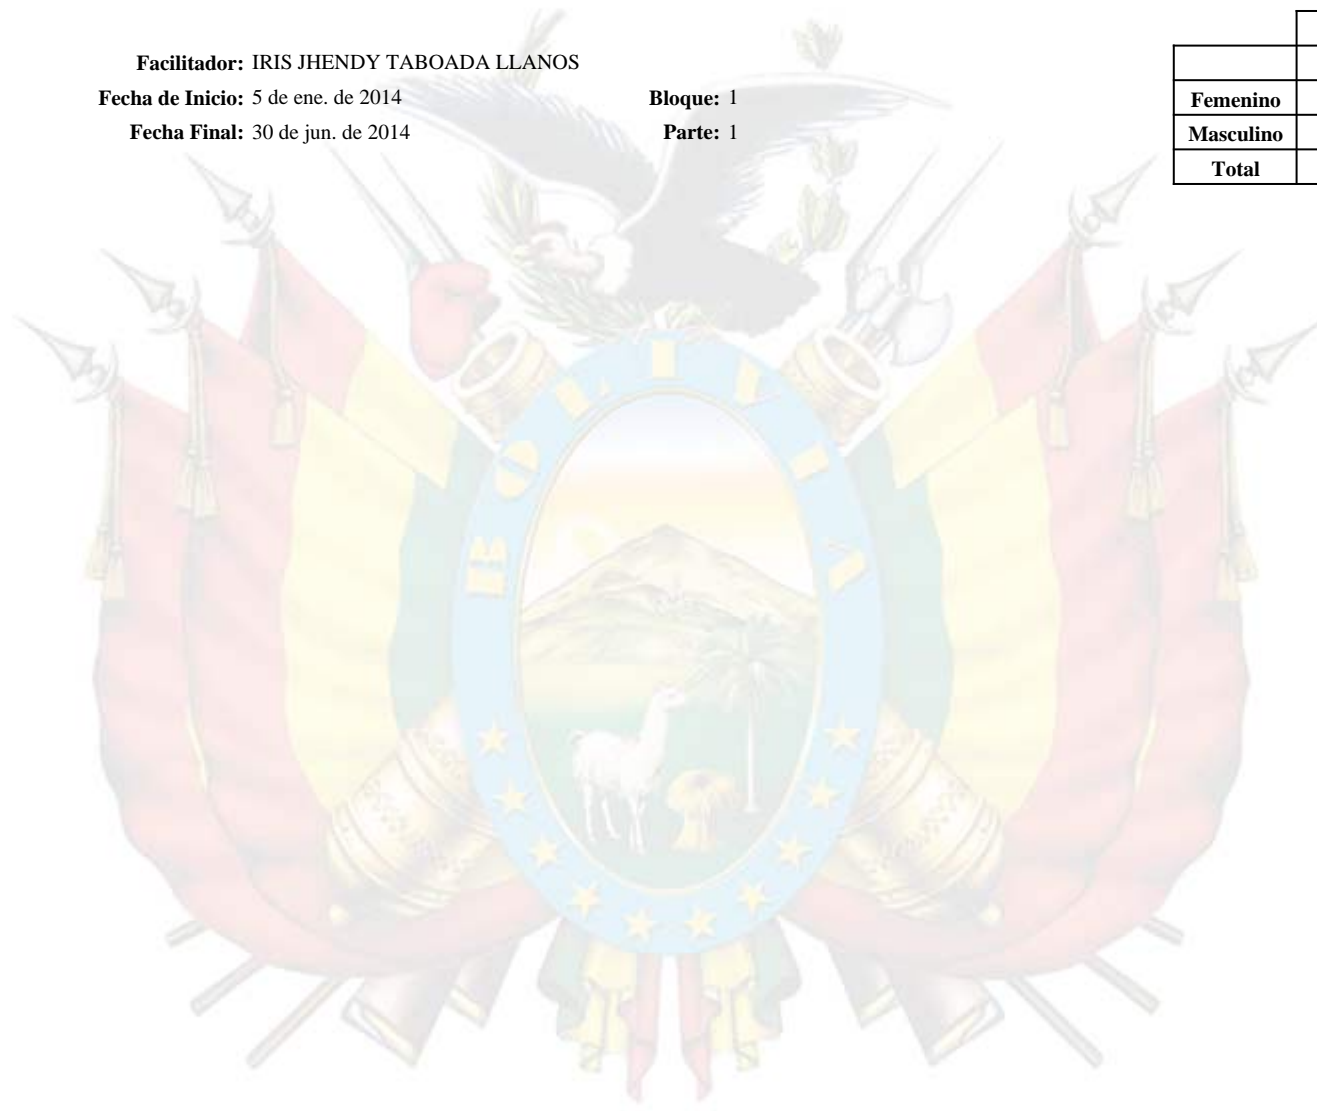 Facilitador: IRIS JHENDY TABOADA LLANOS
Fecha de Inicio: 5 de ene. de 2014 Bloque: 1
Fecha Final: 30 de jun. de 2014 Parte: 1
Femenino
Masculino
Total
BOLIVIA